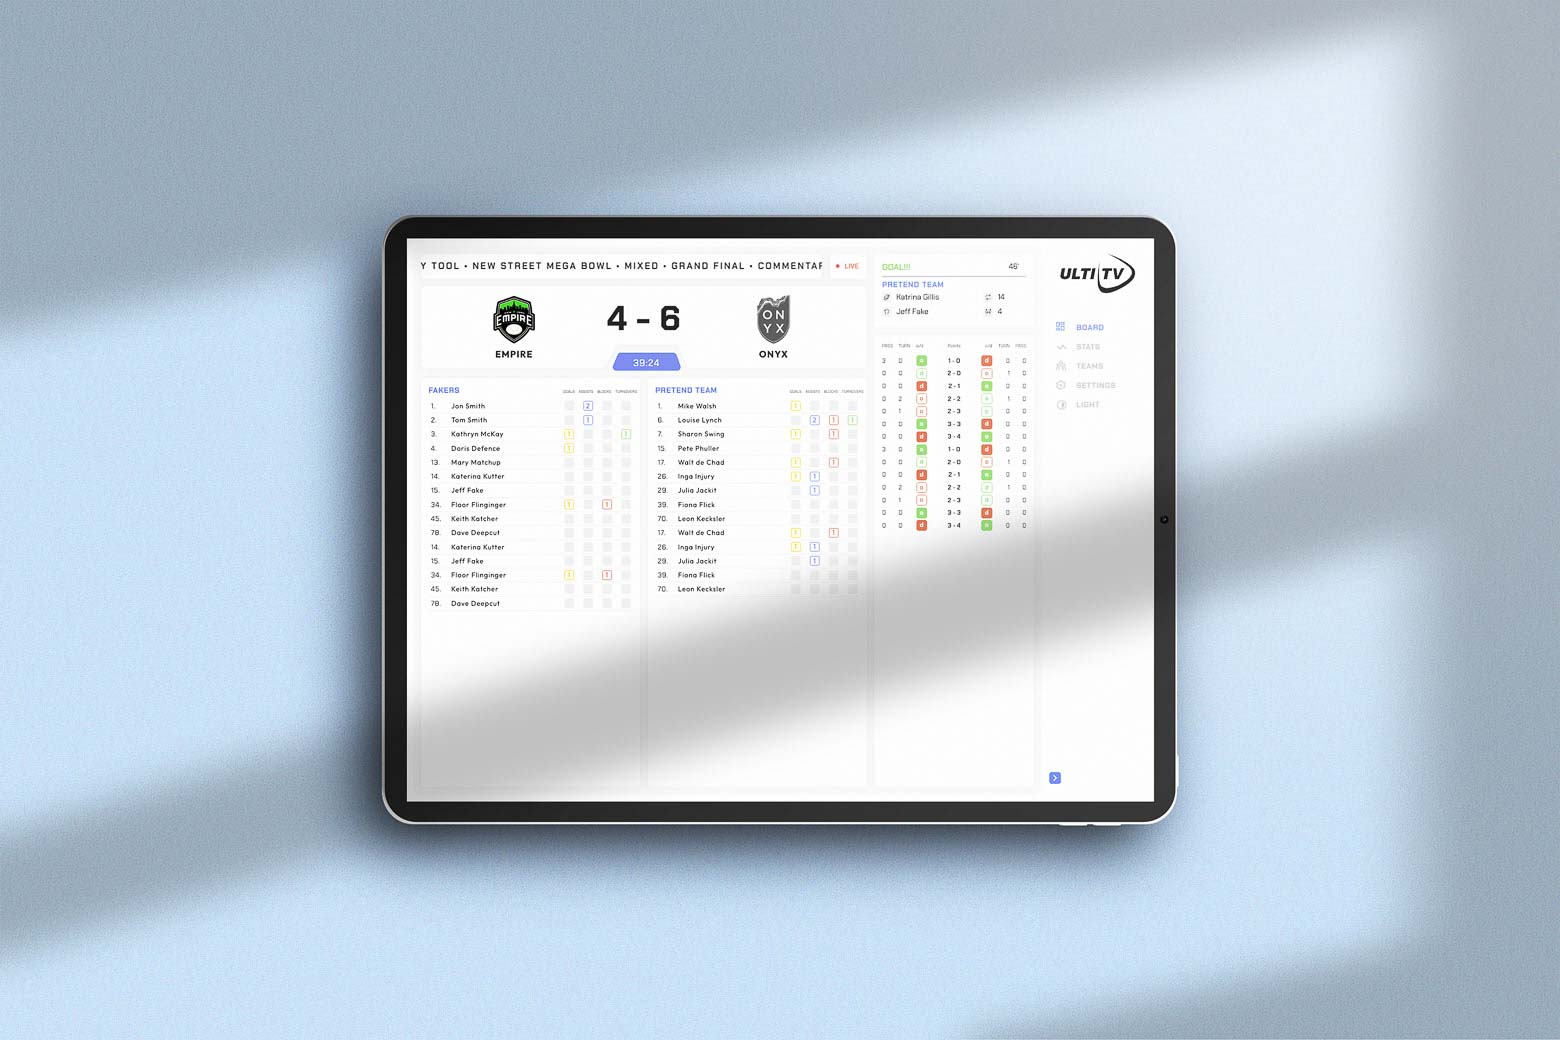 Y TOOL • NEW STREET MEGA BOWL • MIXED • GRAND FINAL • COMMENTAR
LIVE
EMPIRE
EMPIRE
4 - 6
39:24
ON
YX
ONYX
FAKERS
GOALS ASSISTS BLOCKS TURNOVERS
1. Jon Smith 2
2. Tom Smith 1
3. Kathryn McKay 1 1
4. Doris Defence 1
13. Mary Matchup
14. Katerina Kutter
15. Jeff Fake
34. Floor Flinginger 1 1
45. Keith Katcher
78. Dave Deepcut
14. Katerina Kutter
15. Jeff Fake
34. Floor Flinginger 1 1
45. Keith Katcher
78. Dave Deepcut
PRETEND TEAM
GOALS ASSISTS BLOCKS TURNOVERS
1. Mike Walsh 1
6. Louise Lynch 2 1 1
7. Sharon Swing 1 1
15. Pete Phuller
17. Walt de Chad 1 1
26. Inga Injury 1 1
29. Julia Jackit 1
39. Fiona Flick
70. Leon Kecksler
17. Walt de Chad 1 1
26. Inga Injury 1 1
29. Julia Jackit 1
39. Fiona Flick
70. Leon Kecksler
GOAL!!! 46'
PRETEND TEAM
Katrina Gillis 14
Jeff Fake 4
POSS TURN o/d Points o/d TURN POSS
3 0 o 1 - 0 d 0 0
0 0 d 2 - 0 o 1 0
0 0 d 2 - 1 o 0 0
0 2 o 2 - 2 d 1 0
0 1 o 2 - 3 d 0 0
0 0 o 3 - 3 d 0 0
0 0 d 3 - 4 o 0 0
3 0 o 1 - 0 d 0 0
0 0 d 2 - 0 o 1 0
0 0 d 2 - 1 o 0 0
0 2 o 2 - 2 d 1 0
0 1 o 2 - 3 d 0 0
0 0 o 3 - 3 d 0 0
0 0 d 3 - 4 o 0 0
ULTI TV
BOARD
STATS
TEAMS
SETTINGS
LIGHT